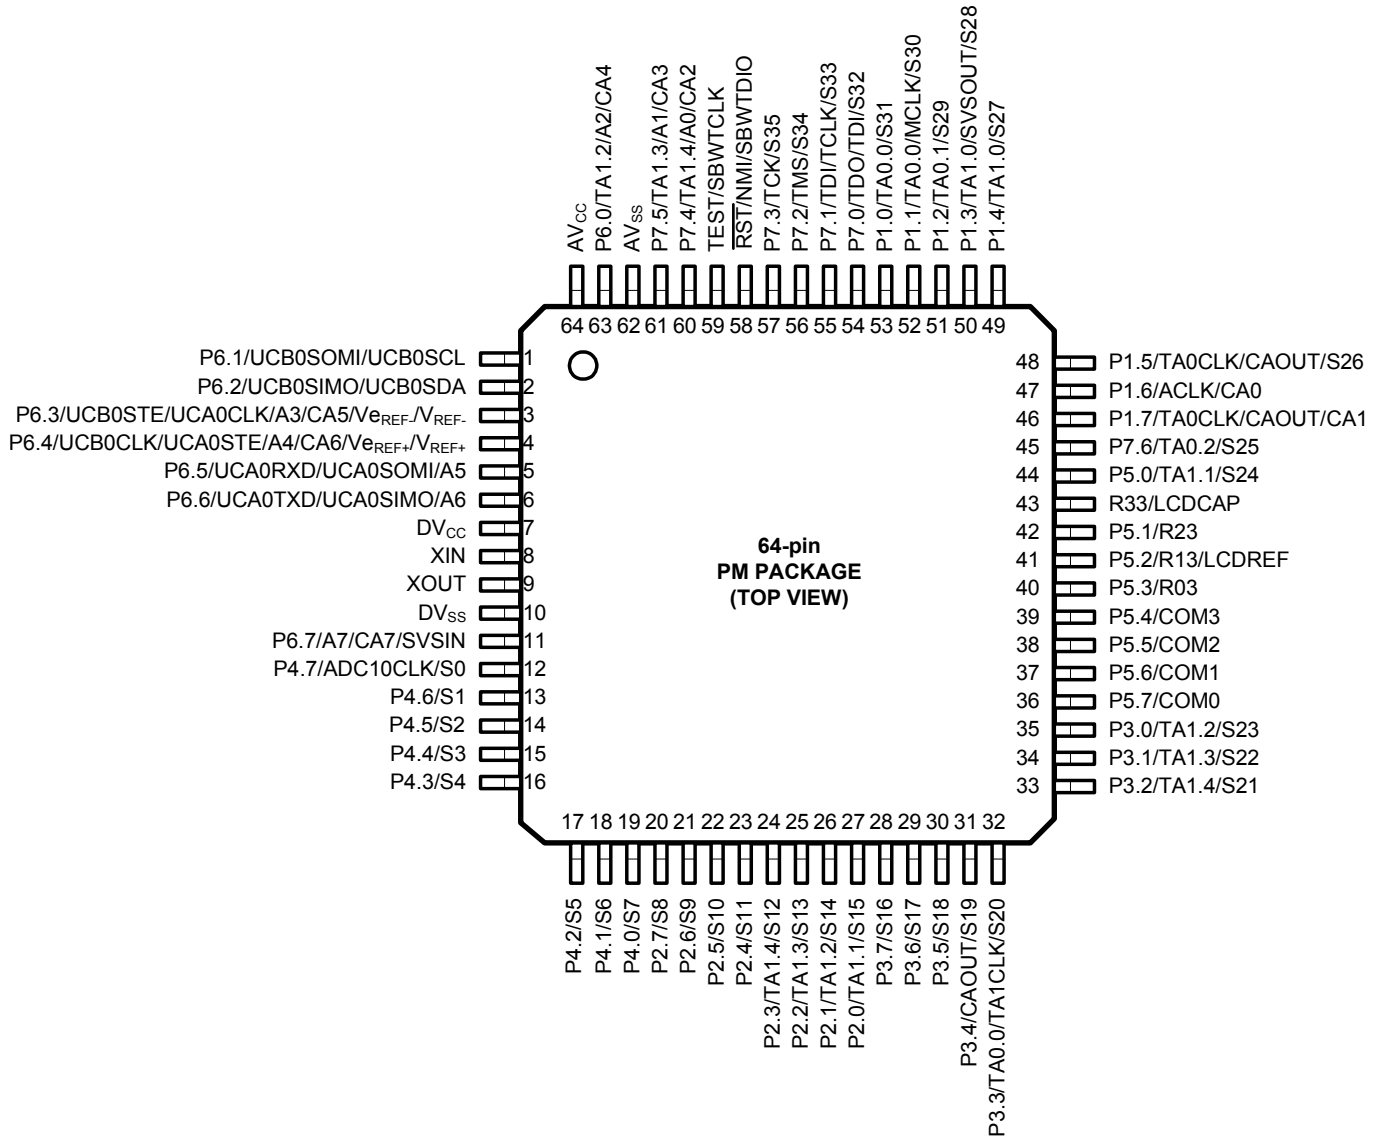 AVCC
P6.0/TA1.2/A2/CA4
AVSS
P7.5/TA1.3/A1/CA3
P7.4/TA1.4/A0/CA2
TEST/SBWTCLK
RST/NMI/SBWTDIO
P7.3/TCK/S35
P7.2/TMS/S34
P7.1/TDI/TCLK/S33
P7.0/TDO/TDI/S32
P1.0/TA0.0/S31
P1.1/TA0.0/MCLK/S30
P1.2/TA0.1/S29
P1.3/TA1.0/SVSOUT/S28
P1.4/TA1.0/S27
64 63 62 61 60 59 58 57 56 55 54 53 52 51 50 49
P6.1/UCB0SOMI/UCB0SCL 1
P6.2/UCB0SIMO/UCB0SDA 2
P6.3/UCB0STE/UCA0CLK/A3/CA5/VeREF-/VREF- 3
P6.4/UCB0CLK/UCA0STE/A4/CA6/VeREF+/VREF+ 4
P6.5/UCA0RXD/UCA0SOMI/A5 5
P6.6/UCA0TXD/UCA0SIMO/A6 6
DVCC 7
XIN 8
XOUT 9
DVSS 10
P6.7/A7/CA7/SVSIN 11
P4.7/ADC10CLK/S0 12
P4.6/S1 13
P4.5/S2 14
P4.4/S3 15
P4.3/S4 16
64-pin
PM PACKAGE
(TOP VIEW)
48 P1.5/TA0CLK/CAOUT/S26
47 P1.6/ACLK/CA0
46 P1.7/TA0CLK/CAOUT/CA1
45 P7.6/TA0.2/S25
44 P5.0/TA1.1/S24
43 R33/LCDCAP
42 P5.1/R23
41 P5.2/R13/LCDREF
40 P5.3/R03
39 P5.4/COM3
38 P5.5/COM2
37 P5.6/COM1
36 P5.7/COM0
35 P3.0/TA1.2/S23
34 P3.1/TA1.3/S22
33 P3.2/TA1.4/S21
17 18 19 20 21 22 23 24 25 26 27 28 29 30 31 32
P4.2/S5
P4.1/S6
P4.0/S7
P2.7/S8
P2.6/S9
P2.5/S10
P2.4/S11
P2.3/TA1.4/S12
P2.2/TA1.3/S13
P2.1/TA1.2/S14
P2.0/TA1.1/S15
P3.7/S16
P3.6/S17
P3.5/S18
P3.4/CAOUT/S19
P3.3/TA0.0/TA1CLK/S20